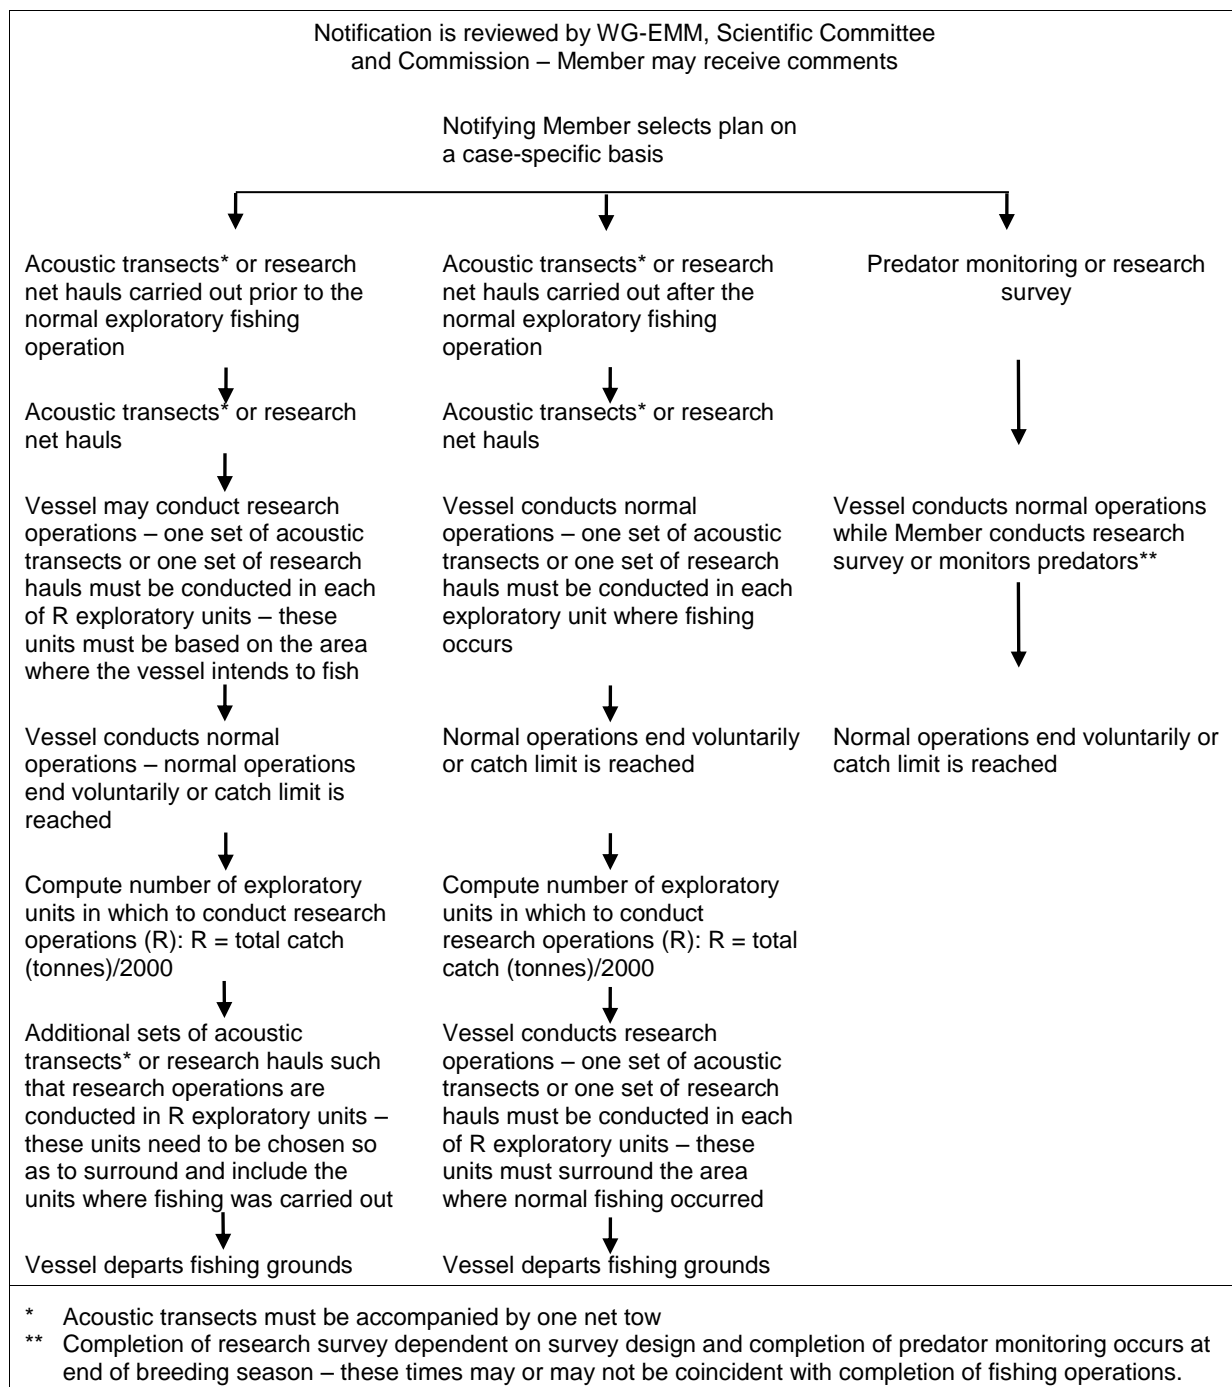 Notification is reviewed by WG-EMM, Scientific Committee
and Commission – Member may receive comments
Notifying Member selects plan on
a case-specific basis
Acoustic transects* or research
net hauls carried out prior to the
normal exploratory fishing
operation
Acoustic transects* or research
net hauls
Vessel may conduct research
operations – one set of acoustic
transects or one set of research
hauls must be conducted in each
of R exploratory units – these
units must be based on the area
where the vessel intends to fish
Vessel conducts normal
operations – normal operations
end voluntarily or catch limit is
reached
Compute number of exploratory
units in which to conduct research
operations (R): R = total catch
(tonnes)/2000
Additional sets of acoustic
transects* or research hauls such
that research operations are
conducted in R exploratory units –
these units need to be chosen so
as to surround and include the
units where fishing was carried out
Vessel departs fishing grounds
Acoustic transects* or research
net hauls carried out after the
normal exploratory fishing
operation
Acoustic transects* or research
net hauls
Vessel conducts normal
operations – one set of acoustic
transects or one set of research
hauls must be conducted in each
exploratory unit where fishing
occurs
Normal operations end voluntarily
or catch limit is reached
Compute number of exploratory
units in which to conduct
research operations (R): R = total
catch (tonnes)/2000
Vessel conducts research
operations – one set of acoustic
transects or one set of research
hauls must be conducted in each
of R exploratory units – these
units must surround the area
where normal fishing occurred
Vessel departs fishing grounds
Predator monitoring or research
survey
Vessel conducts normal operations
while Member conducts research
survey or monitors predators**
Normal operations end voluntarily or
catch limit is reached
* Acoustic transects must be accompanied by one net tow
** Completion of research survey dependent on survey design and completion of predator monitoring occurs at
end of breeding season – these times may or may not be coincident with completion of fishing operations.